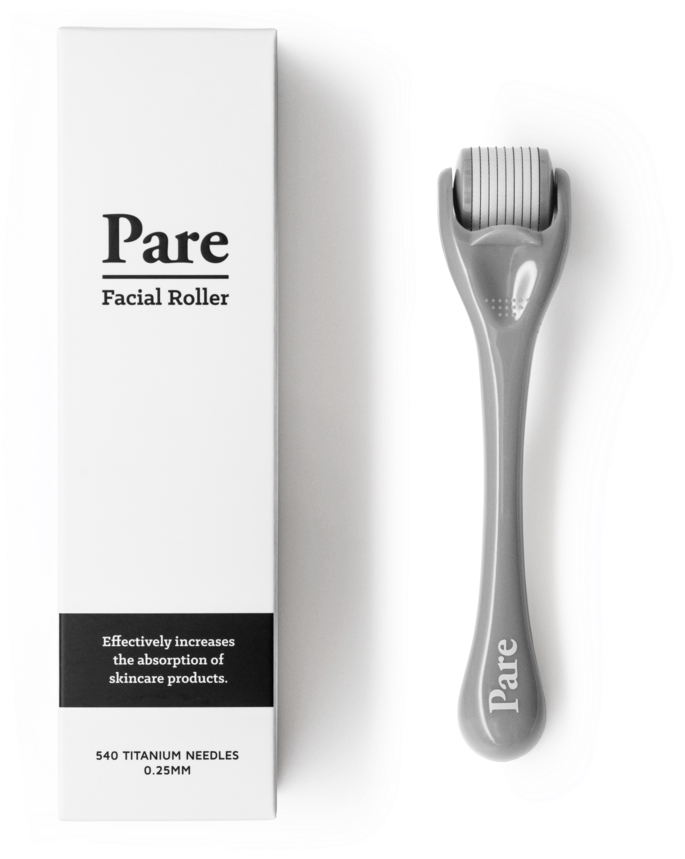 Pare
Facial Roller
Effectively increases
the absorption of
skincare products.
540 TITANIUM NEEDLES
0.25MM
Pare